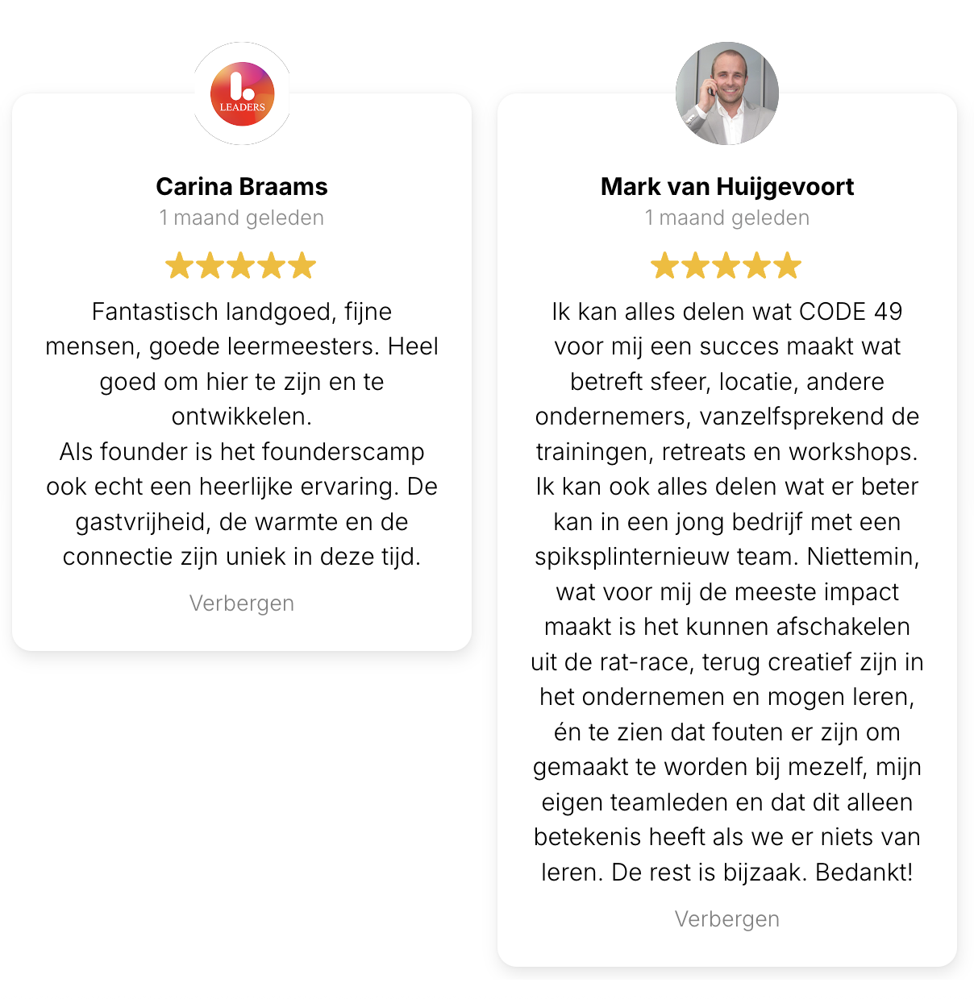 LEADERS
Carina Braams
1 maand geleden
Fantastisch landgoed, fijne
mensen, goede leermeesters. Heel
goed om hier te zijn en te
ontwikkelen.
Als founder is het founderscamp
ook echt een heerlijke ervaring. De
gastvrijheid, de warmte en de
connectie zijn uniek in deze tijd.
Verbergen
Mark van Huijgevoort
1 maand geleden
Ik kan alles delen wat CODE 49
voor mij een succes maakt wat
betreft sfeer, locatie, andere
ondernemers, vanzelfsprekend de
trainingen, retreats en workshops.
Ik kan ook alles delen wat er beter
kan in een jong bedrijf met een
spiksplinternieuw team. Niettemin,
wat voor mij de meeste impact
maakt is het kunnen afschakelen
uit de rat-race, terug creatief zijn in
het ondernemen en mogen leren,
én te zien dat fouten er zijn om
gemaakt te worden bij mezelf, mijn
eigen teamleden en dat dit alleen
betekenis heeft als we er niets van
leren. De rest is bijzaak. Bedankt!
Verbergen